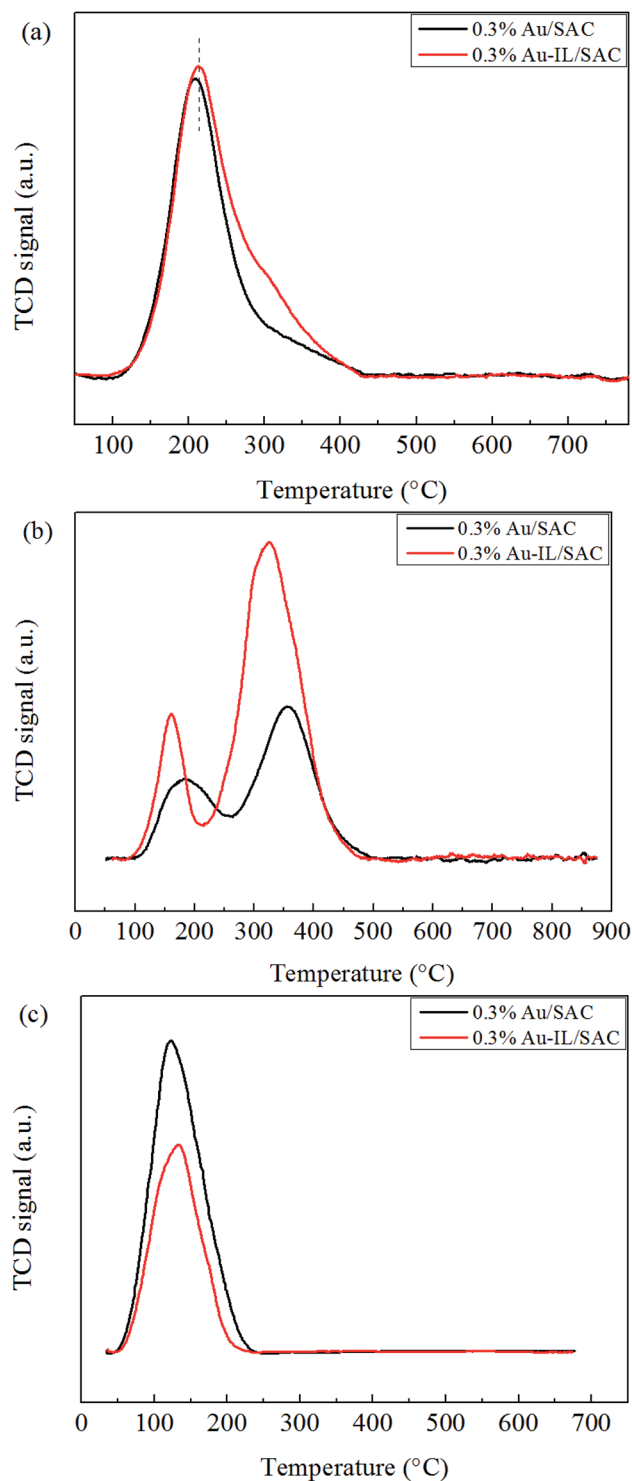 (a)
0.3% Au/SAC
0.3% Au-IL/SAC
TCD signal (a.u.)
100 200 300 400 500 600 700
Temperature (°C)
(b)
0.3% Au/SAC
0.3% Au-IL/SAC
TCD signal (a.u.)
0 100 200 300 400 500 600 700 800 900
Temperature (°C)
(c)
0.3% Au/SAC
0.3% Au-IL/SAC
TCD signal (a.u.)
0 100 200 300 400 500 600 700
Temperature (°C)